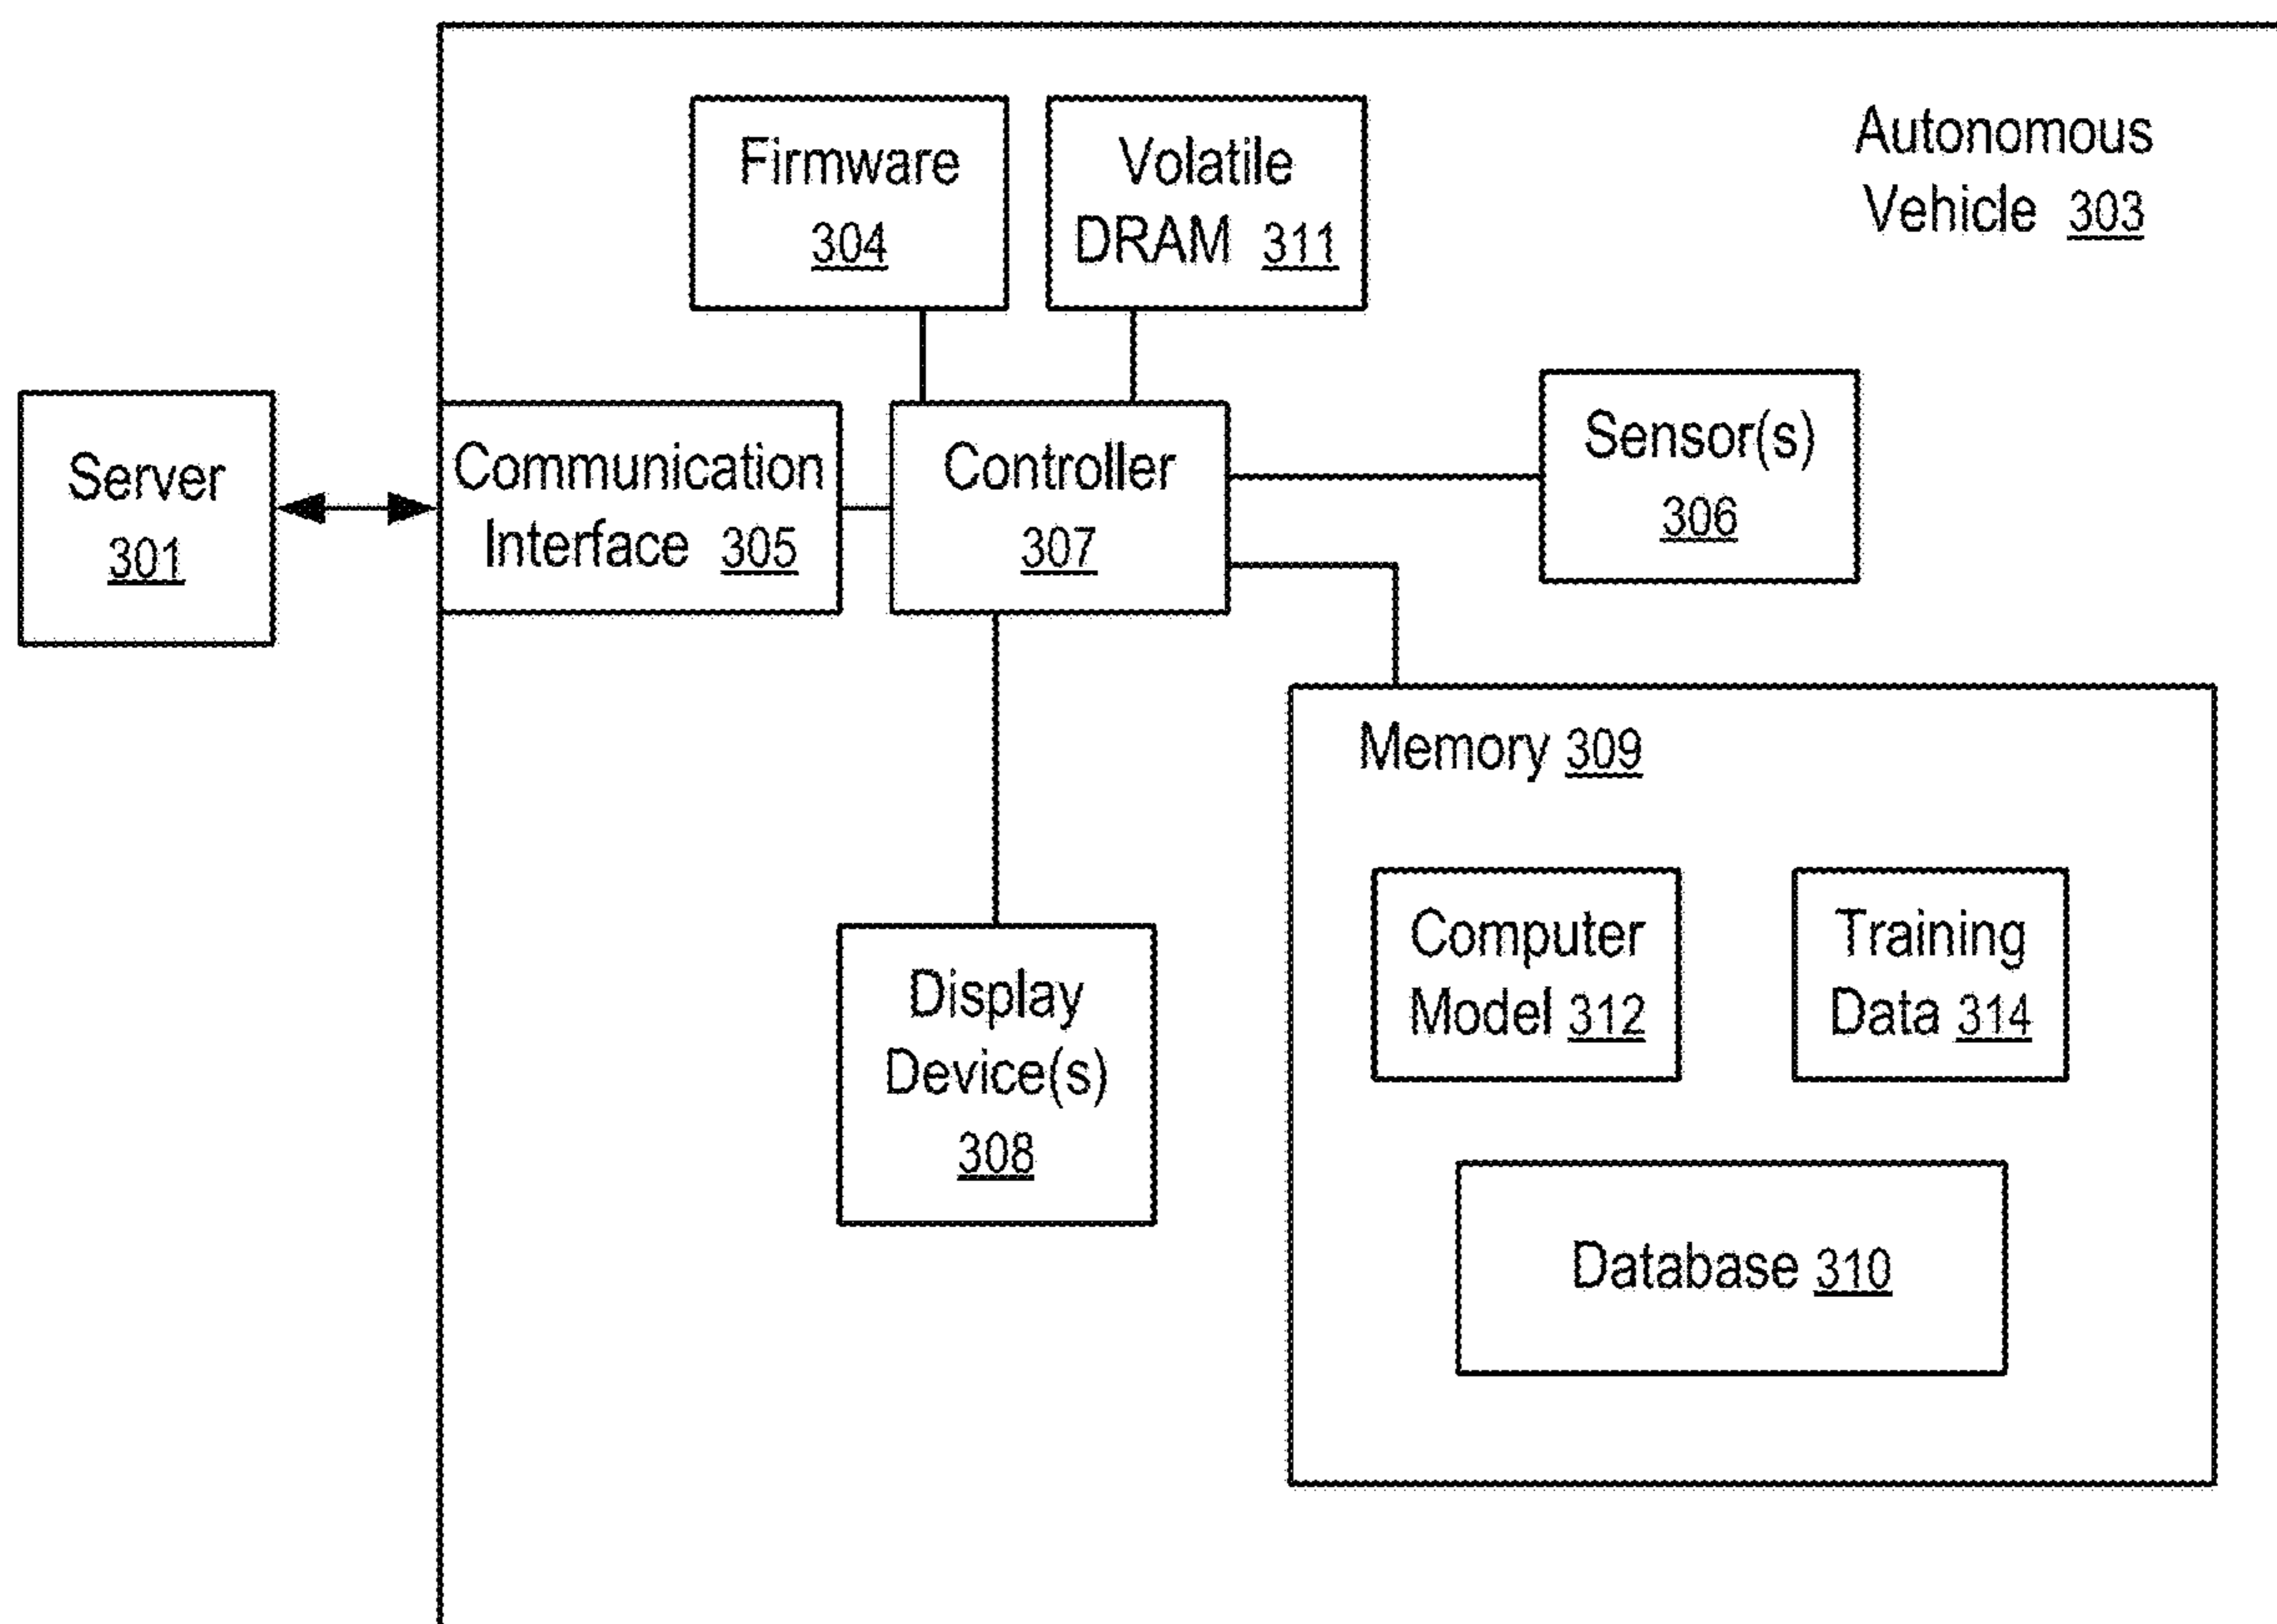 Firmware
304
Volatile
DRAM 311
Autonomous
Vehicle 303
Server
301
Communication
Interface 305
Controller
307
Sensor(s)
306
Memory 309
Computer
Model 312
Training
Data 314
Display
Device(s)
308
Database 310